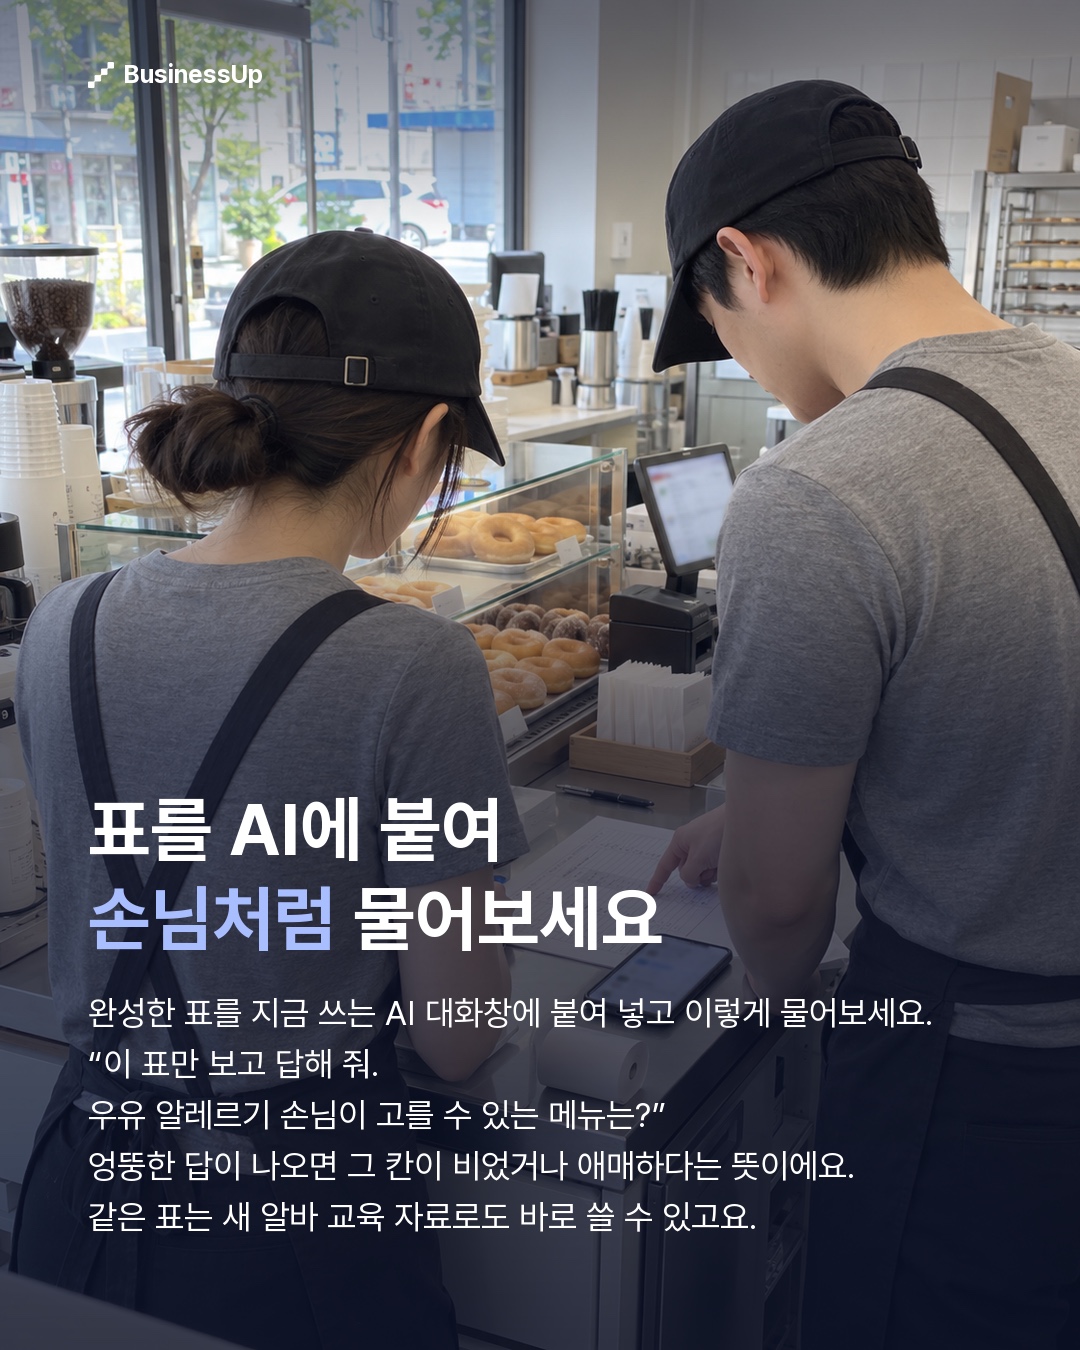 BusinessUp
표를 AI에 붙여
손님처럼 물어보세요
완성한 표를 지금 쓰는 AI 대화창에 붙여 넣고 이렇게 물어보세요.
“이 표만 보고 답해 줘.
우유 알레르기 손님이 고를 수 있는 메뉴는?”
엉뚱한 답이 나오면 그 칸이 비었거나 애매하다는 뜻이에요.
같은 표는 새 알바 교육 자료로도 바로 쓸 수 있고요.